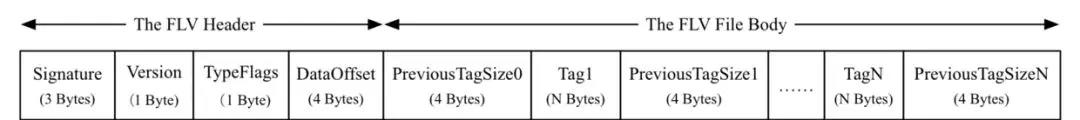 The FLV Header
The FLV File Body
Signature
(3 Bytes)
Version
(1 Byte)
TypeFlags
(1 Byte)
DataOffset
(4 Bytes)
PreviousTagSize0
(4 Bytes)
Tag1
(N Bytes)
PreviousTagSize1
(4 Bytes)
……
TagN
(N Bytes)
PreviousTagSizeN
(4 Bytes)